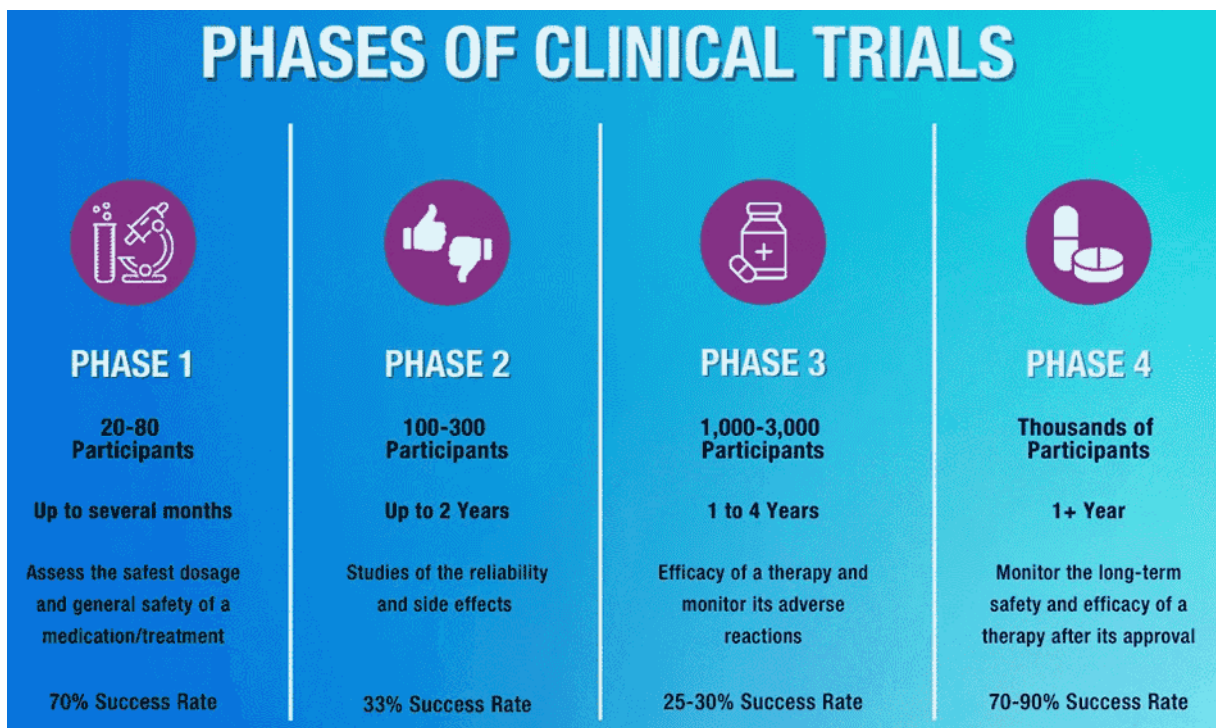 PHASES OF CLINICAL TRIALS
PHASE 1
20-80
Participants
Up to several months
Assess the safest dosage
and general safety of a
medication/treatment
70% Success Rate
PHASE 2
100-300
Participants
Up to 2 Years
Studies of the reliability
and side effects
33% Success Rate
PHASE 3
1,000-3,000
Participants
1 to 4 Years
Efficacy of a therapy and
monitor its adverse
reactions
25-30% Success Rate
PHASE 4
Thousands of
Participants
1+ Year
Monitor the long-term
safety and efficacy of a
therapy after its approval
70-90% Success Rate